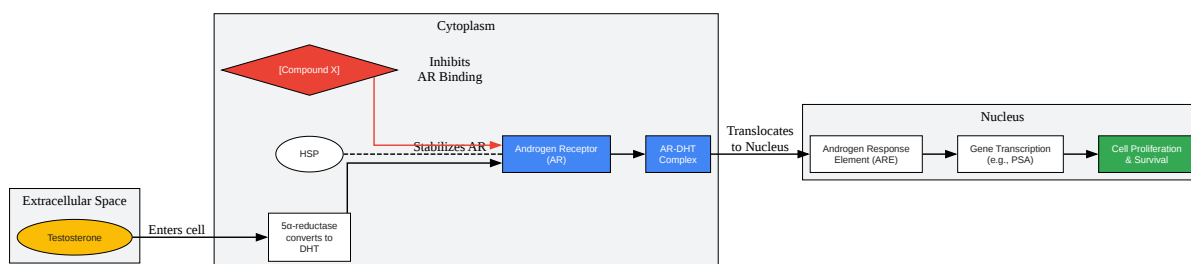 Cytoplasm
[Compound X]
Inhibits
AR Binding
HSP
Stabilizes AR
Androgen Receptor
(AR)
AR-DHT
Complex
Translocates
to Nucleus
Nucleus
Androgen Response
Element (ARE)
Gene Transcription
(e.g., PSA)
Cell Proliferation
& Survival
Extracellular Space
Testosterone
Enters cell
5α-reductase
converts to
DHT